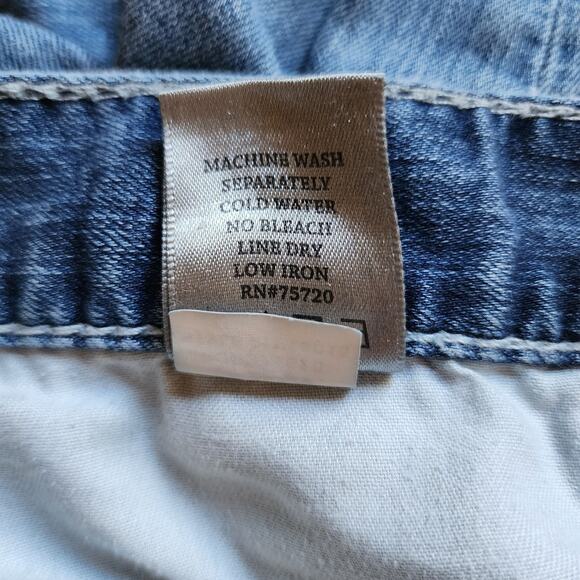 MACHINE WASH
SEPARATELY
COLD WATER
NO BLEACH
LINE DRY
LOW IRON
RN#75720